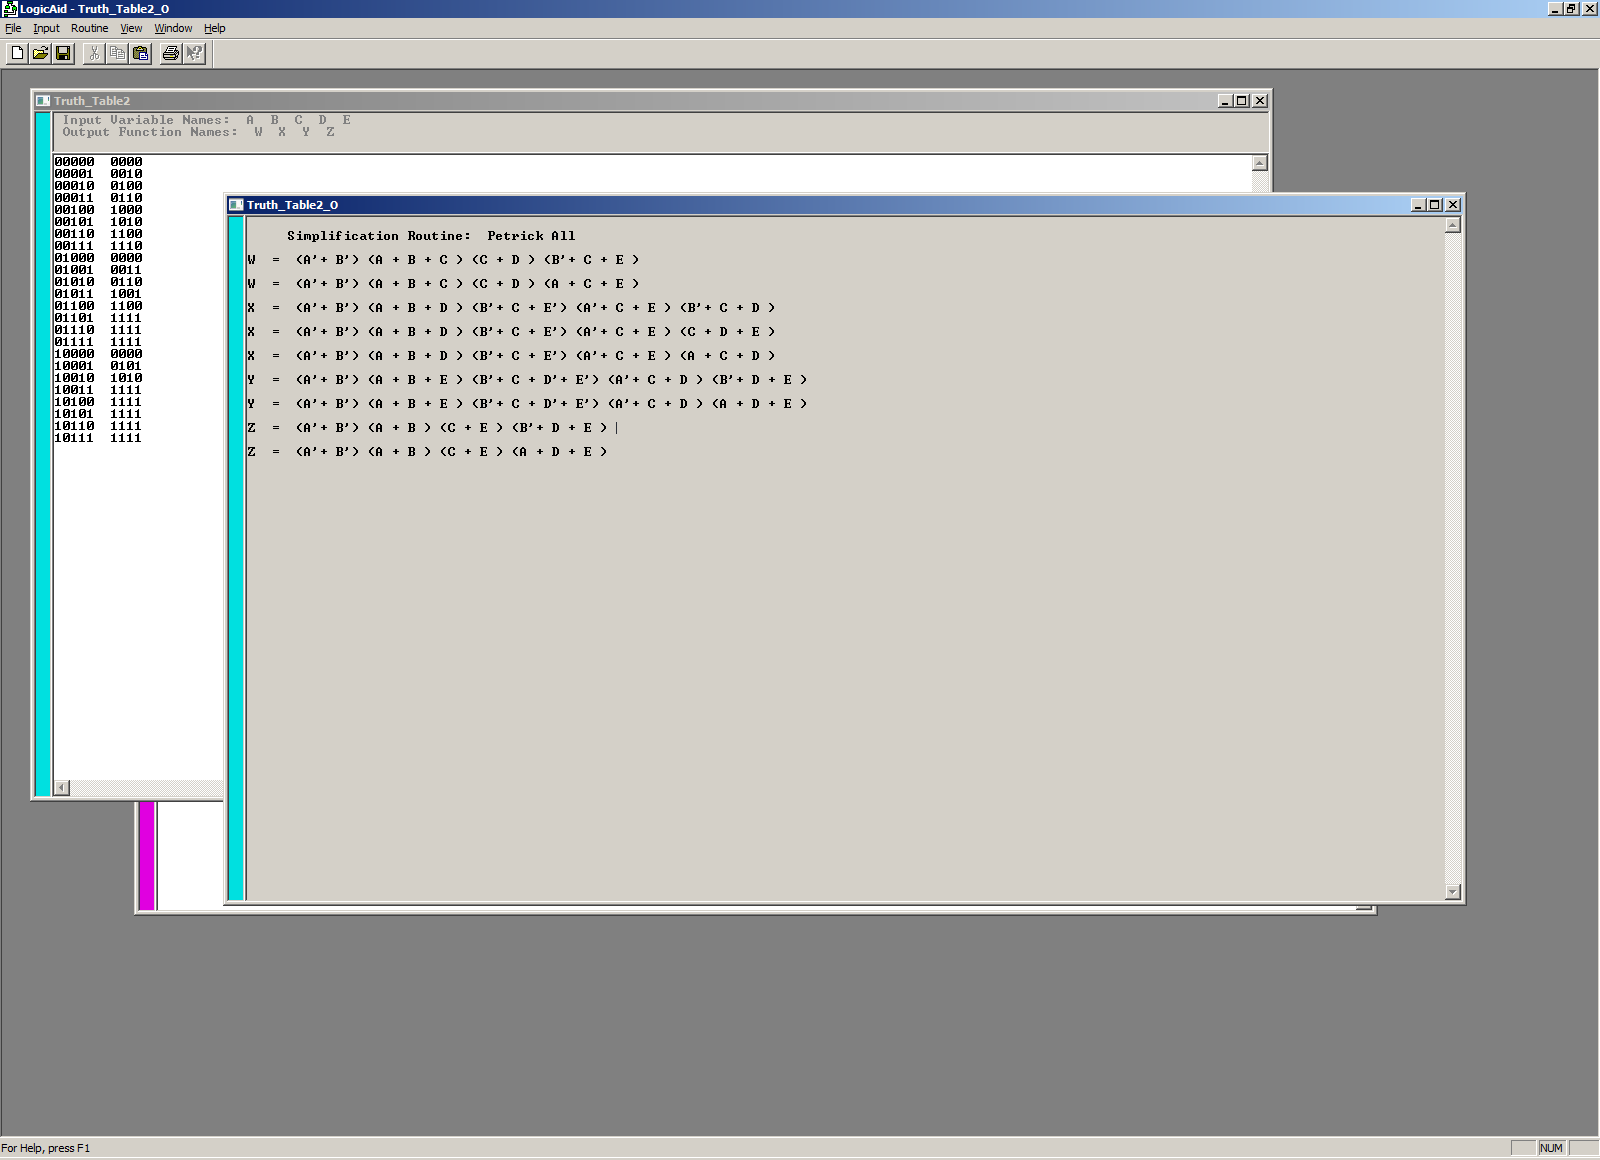 LogicAid - Truth_Table2_O
File Input Routine View Window Help
Truth_Table2
Input Variable Names: A B C D E
Output Function Names: W X Y Z
00000 0000
00001 0010
00010 0100
00011 0110
00100 1000
00101 1010
00110 1100
00111 1110
01000 0000
01001 0011
01010 0110
01011 1001
01100 1100
01101 1111
01110 1111
01111 1111
10000 0000
10001 0101
10010 1010
10011 1111
10100 1111
10101 1111
10110 1111
10111 1111
Truth_Table2_O
Simplification Routine: Petrick All
W = (A'+ B') (A + B + C ) (C + D ) (B'+ C + E )
W = (A'+ B') (A + B + C ) (C + D ) (A + C + E )
X = (A'+ B') (A + B + D ) (B'+ C + E') (A'+ C + E ) (B'+ C + D )
X = (A'+ B') (A + B + D ) (B'+ C + E') (A'+ C + E ) (C + D + E )
X = (A'+ B') (A + B + D ) (B'+ C + E') (A'+ C + E ) (A + C + D )
Y = (A'+ B') (A + B + E ) (B'+ C + D'+ E') (A'+ C + D ) (B'+ D + E )
Y = (A'+ B') (A + B + E ) (B'+ C + D'+ E') (A'+ C + D ) (A + D + E )
Z = (A'+ B') (A + B ) (C + E ) (B'+ D + E )
Z = (A'+ B') (A + B ) (C + E ) (A + D + E )
For Help, press F1
NUM